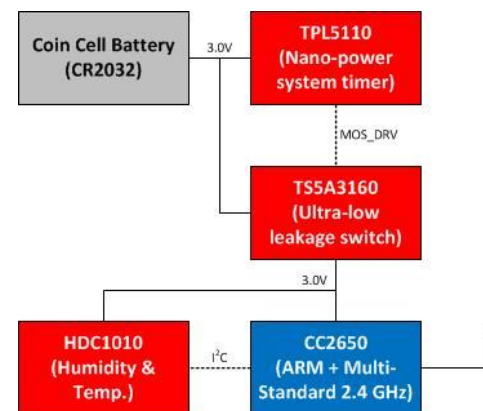 Coin Cell Battery
(CR2032)
3.0V
TPL5110
(Nano-power
system timer)
MOS_DRV
TS5A3160
(Ultra-low
leakage switch)
3.0V
HDC1010
(Humidity &
Temp.)
I²C
CC2650
(ARM + Multi-
Standard 2.4 GHz)